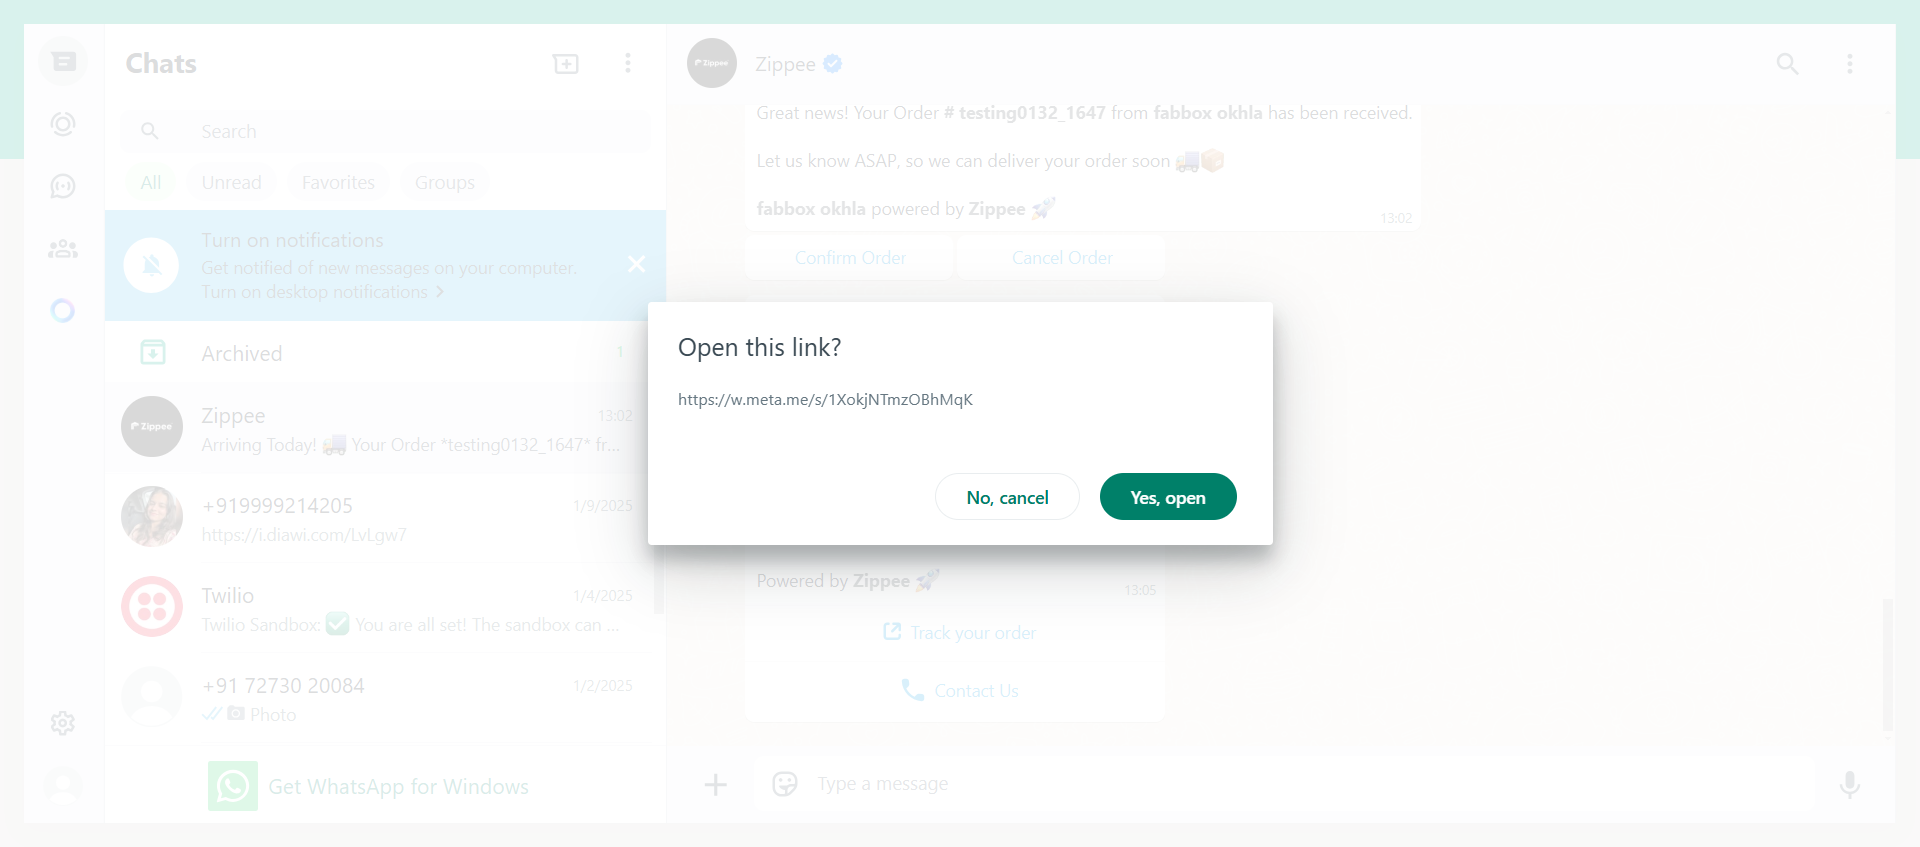 Chats
Search
All
Unread
Favorites
Groups
Turn on notifications
Get notified of new messages on your computer.
Turn on desktop notifications
Archived
1
Zippee
Zippee
13:02
Arriving Today! 🚚 Your Order *testing0132_1647* fr...
+919999214205
1/9/2025
https://i.diawi.com/LvLgw7
Twilio
1/4/2025
Twilio Sandbox: ✅ You are all set! The sandbox can ...
+91 72730 20084
1/2/2025
Photo
Get WhatsApp for Windows
Zippee
Zippee
Great news! Your Order # testing0132_1647 from fabbox okhla has been received.
Let us know ASAP, so we can deliver your order soon 🚚📦
fabbox okhla powered by Zippee 🚀
13:02
Confirm Order
Cancel Order
Open this link?
https://w.meta.me/s/1XokjNTmzOBhMqK
No, cancel
Yes, open
Powered by Zippee 🚀
13:05
Track your order
Contact Us
Type a message